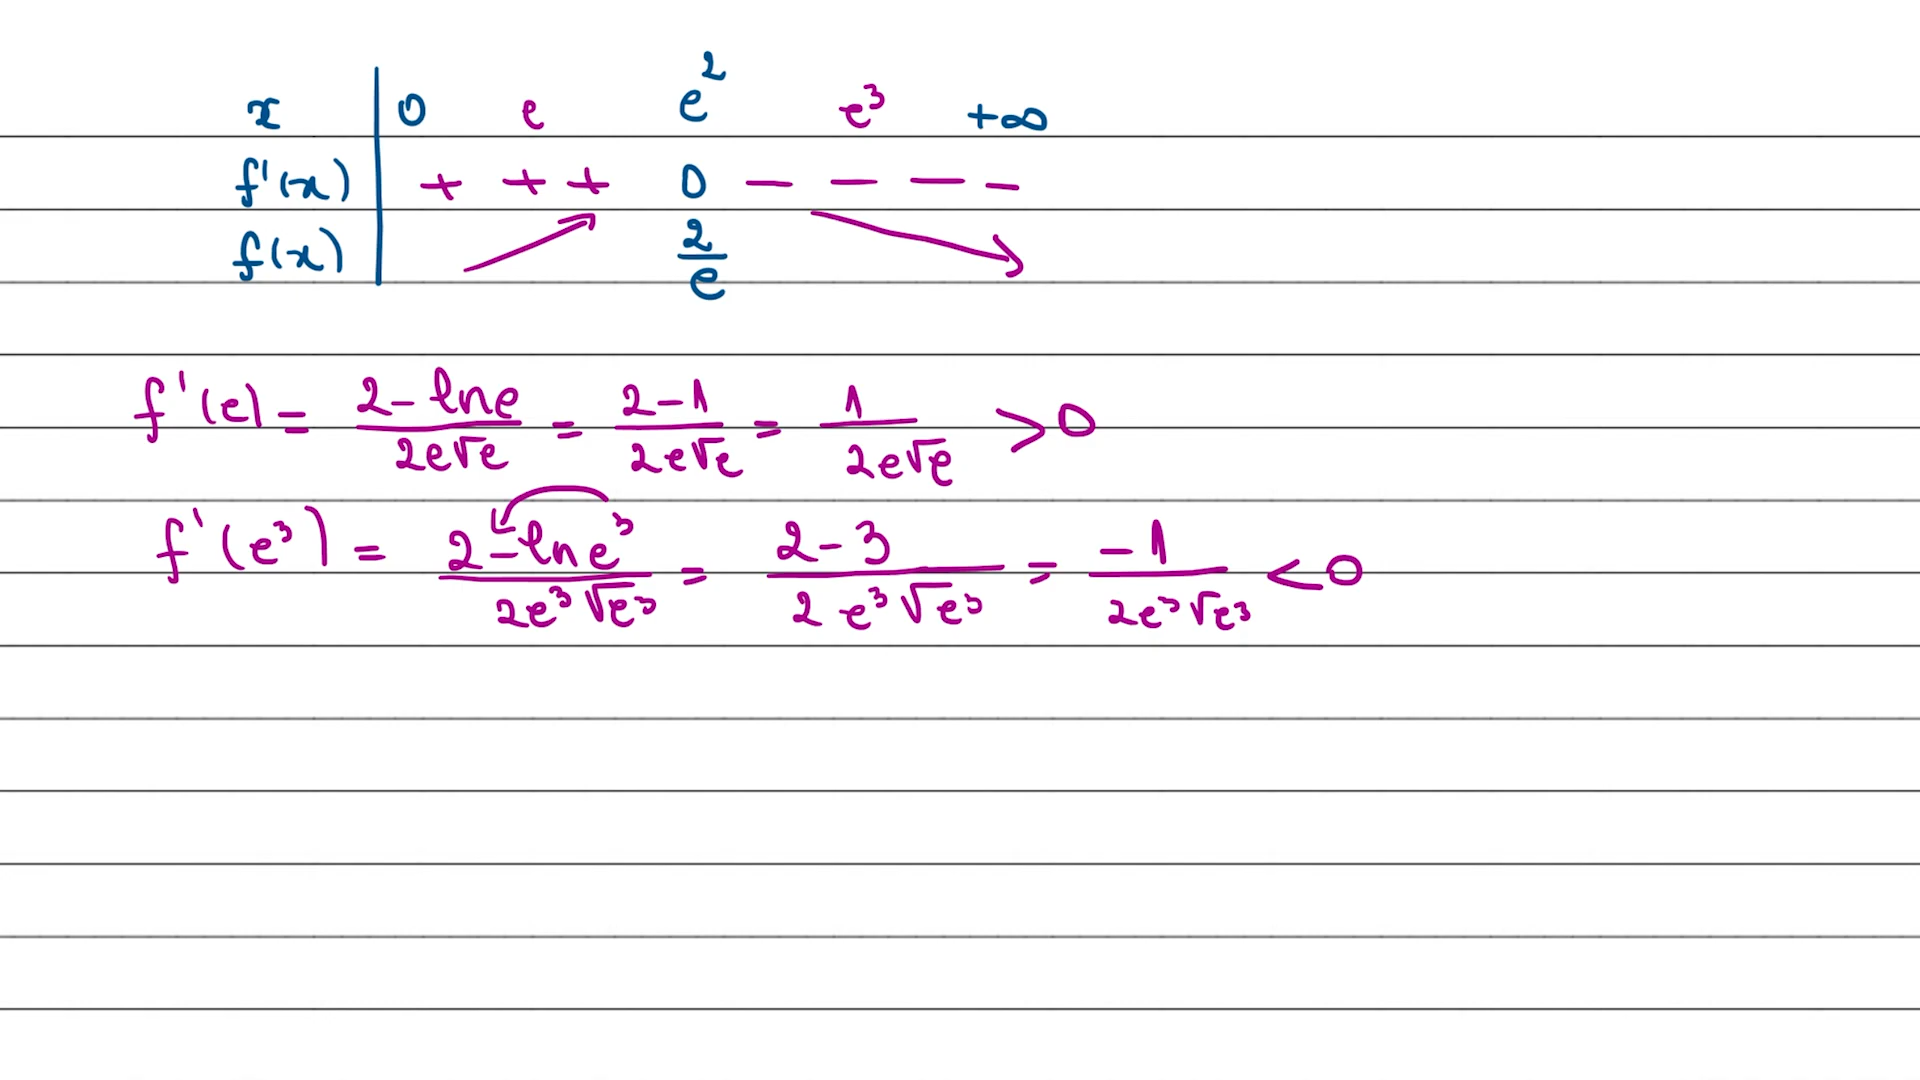 x | 0 e e² e³ +∞
f'(x) | + + + 0 − − − −
f(x) | ↗ 2/e ↘
f'(e) = (2 − ln e)/(2e√e) = (2 − 1)/(2e√e) = 1/(2e√e) > 0
f'(e³) = (2 − ln e³)/(2e³√e³) = (2 − 3)/(2e³√e³) = −1/(2e³√e³) < 0